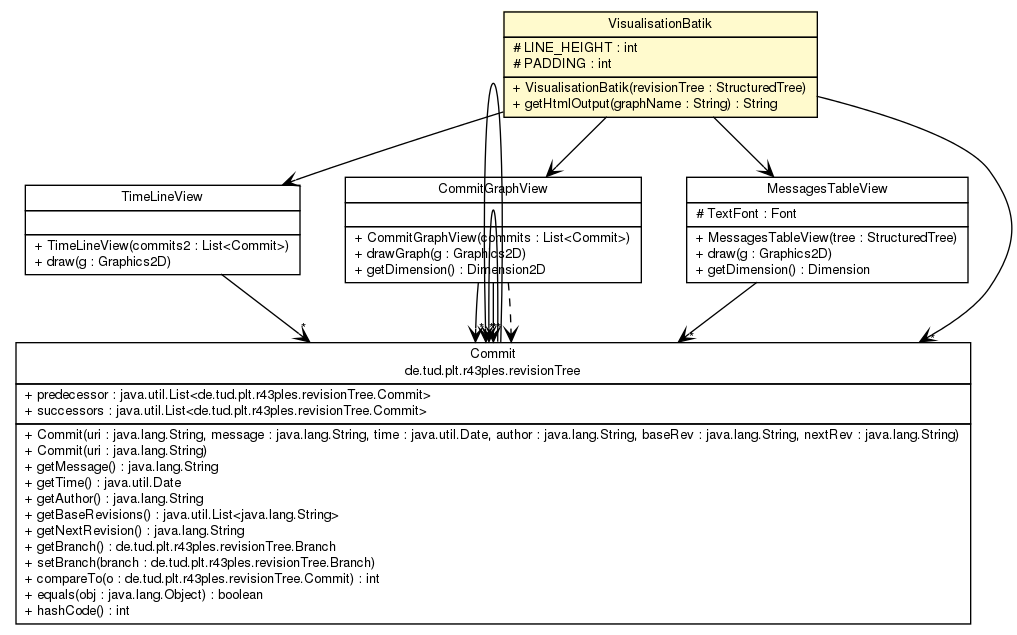 VisualisationBatik
# LINE_HEIGHT : int
# PADDING : int
+ VisualisationBatik(revisionTree : StructuredTree)
+ getHtmlOutput(graphName : String) : String
TimeLineView
+ TimeLineView(commits2 : List<Commit>)
+ draw(g : Graphics2D)
CommitGraphView
+ CommitGraphView(commits : List<Commit>)
+ drawGraph(g : Graphics2D)
+ getDimension() : Dimension2D
MessagesTableView
# TextFont : Font
+ MessagesTableView(tree : StructuredTree)
+ draw(g : Graphics2D)
+ getDimension() : Dimension
* * * *
Commit
de.tud.plt.r43ples.revisionTree
+ predecessor : java.util.List<de.tud.plt.r43ples.revisionTree.Commit>
+ successors : java.util.List<de.tud.plt.r43ples.revisionTree.Commit>
+ Commit(uri : java.lang.String, message : java.lang.String, time : java.util.Date, author : java.lang.String, baseRev : java.lang.String, nextRev : java.lang.String)
+ Commit(uri : java.lang.String)
+ getMessage() : java.lang.String
+ getTime() : java.util.Date
+ getAuthor() : java.lang.String
+ getBaseRevisions() : java.util.List<java.lang.String>
+ getNextRevision() : java.lang.String
+ getBranch() : de.tud.plt.r43ples.revisionTree.Branch
+ setBranch(branch : de.tud.plt.r43ples.revisionTree.Branch)
+ compareTo(o : de.tud.plt.r43ples.revisionTree.Commit) : int
+ equals(obj : java.lang.Object) : boolean
+ hashCode() : int